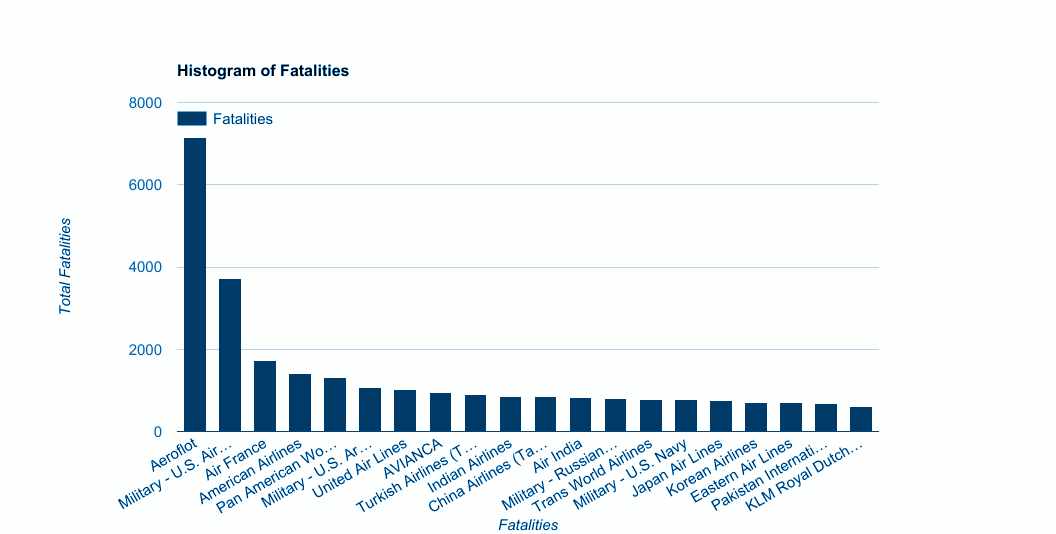 Histogram of Fatalities
8000
Fatalities
6000
4000
2000
0
Total Fatalities
Aeroflot
Military - U.S. Air…
Air France
American Airlines
Pan American Wo…
Military - U.S. Ar…
United Air Lines
AVIANCA
Turkish Airlines (T…
Indian Airlines
China Airlines (Ta…
Air India
Military - Russian…
Trans World Airlines
Military - U.S. Navy
Japan Air Lines
Korean Airlines
Eastern Air Lines
Pakistan Internati…
KLM Royal Dutch…
Fatalities